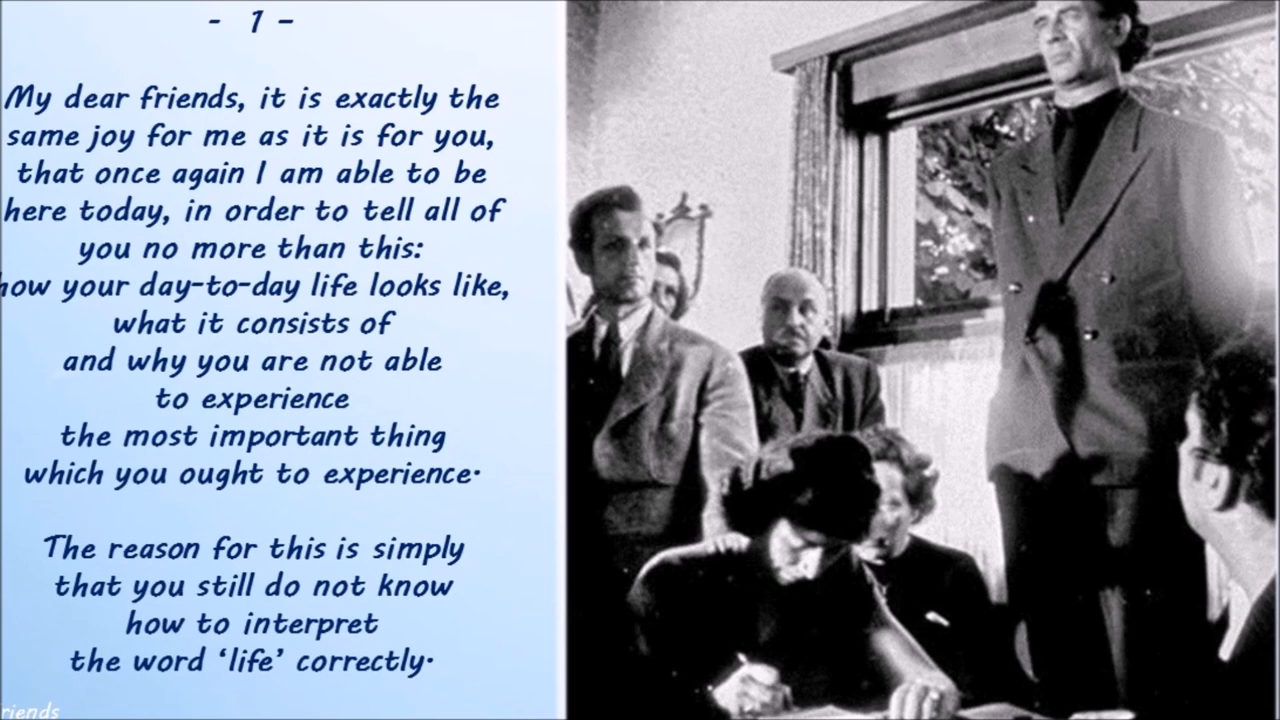 - 1 -
My dear friends, it is exactly the
same joy for me as it is for you,
that once again I am able to be
here today, in order to tell all of
you no more than this:
how your day-to-day life looks like,
what it consists of
and why you are not able
to experience
the most important thing
which you ought to experience.
The reason for this is simply
that you still do not know
how to interpret
the word ‘life’ correctly.
riends